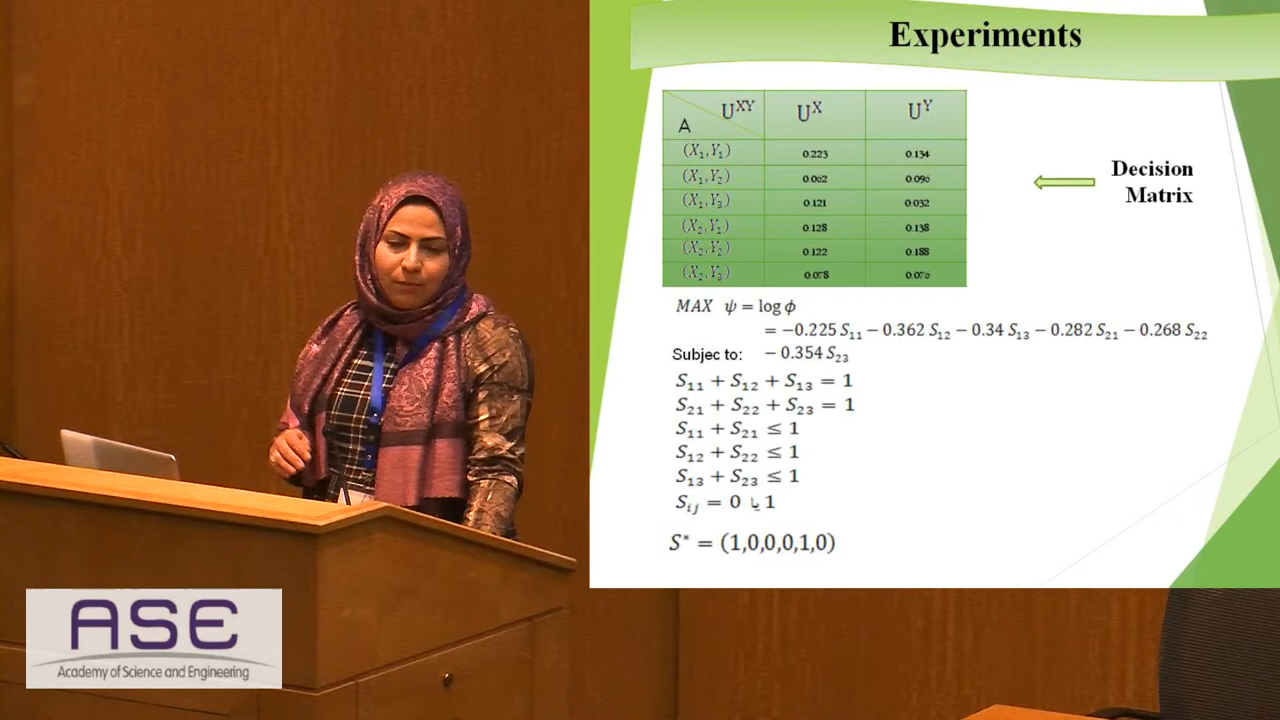 Experiments
U^XY U^X U^Y
A
(X₁,Y₁) 0.223 0.134
(X₁,Y₂) 0.062
(X₁,Y₃) 0.121 0.032
(X₂,Y₁) 0.128 0.138
(X₂,Y₂) 0.122 0.188
(X₂,Y₃) 0.078
Decision
Matrix
MAX ψ = log ϕ
= −0.225 S₁₁ − 0.362 S₁₂ − 0.34 S₁₃ − 0.282 S₂₁ − 0.268 S₂₂
Subjec to: − 0.354 S₂₃
S₁₁ + S₁₂ + S₁₃ = 1
S₂₁ + S₂₂ + S₂₃ = 1
S₁₁ + S₂₁ ≤ 1
S₁₂ + S₂₂ ≤ 1
S₁₃ + S₂₃ ≤ 1
Sᵢⱼ = 0 یا 1
S* = (1,0,0,0,1,0)
ASE
Academy of Science and Engineering